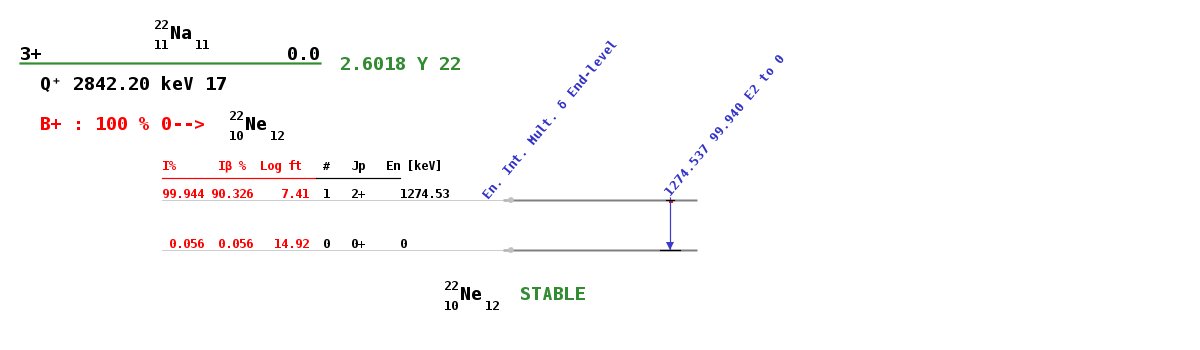 22
Na
11 11
3+ 0.0
2.6018 Y 22
Q⁺ 2842.20 keV 17
B+ : 100 % 0-->
22
Ne
10 12
En. Int. Mult. δ End-level
1274.537 99.940 E2 to 0
I% Iβ % Log ft # Jp En [keV]
99.944 90.326 7.41 1 2+ 1274.53
0.056 0.056 14.92 0 0+ 0
22
Ne
10 12
STABLE